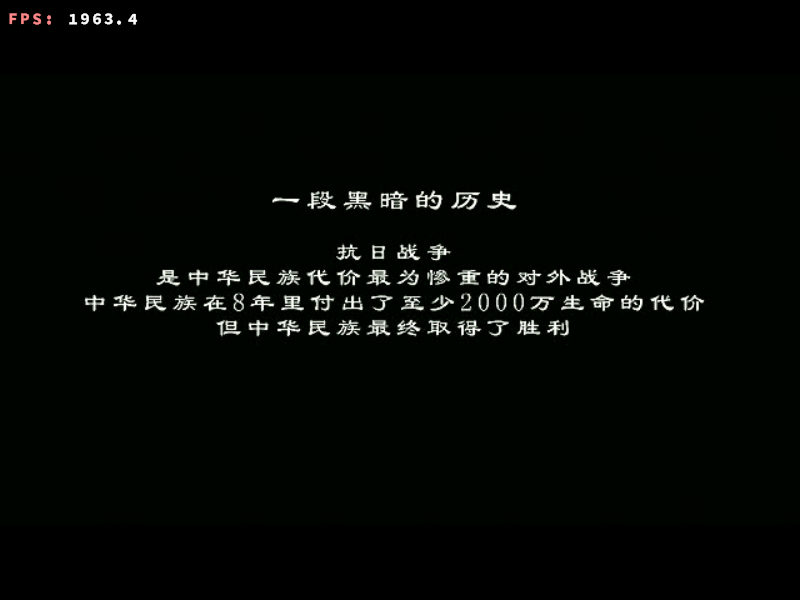 FPS: 1963.4
一段黑暗的历史
抗日战争
是中华民族代价最为惨重的对外战争
中华民族在8年里付出了至少2000万生命的代价
但中华民族最终取得了胜利